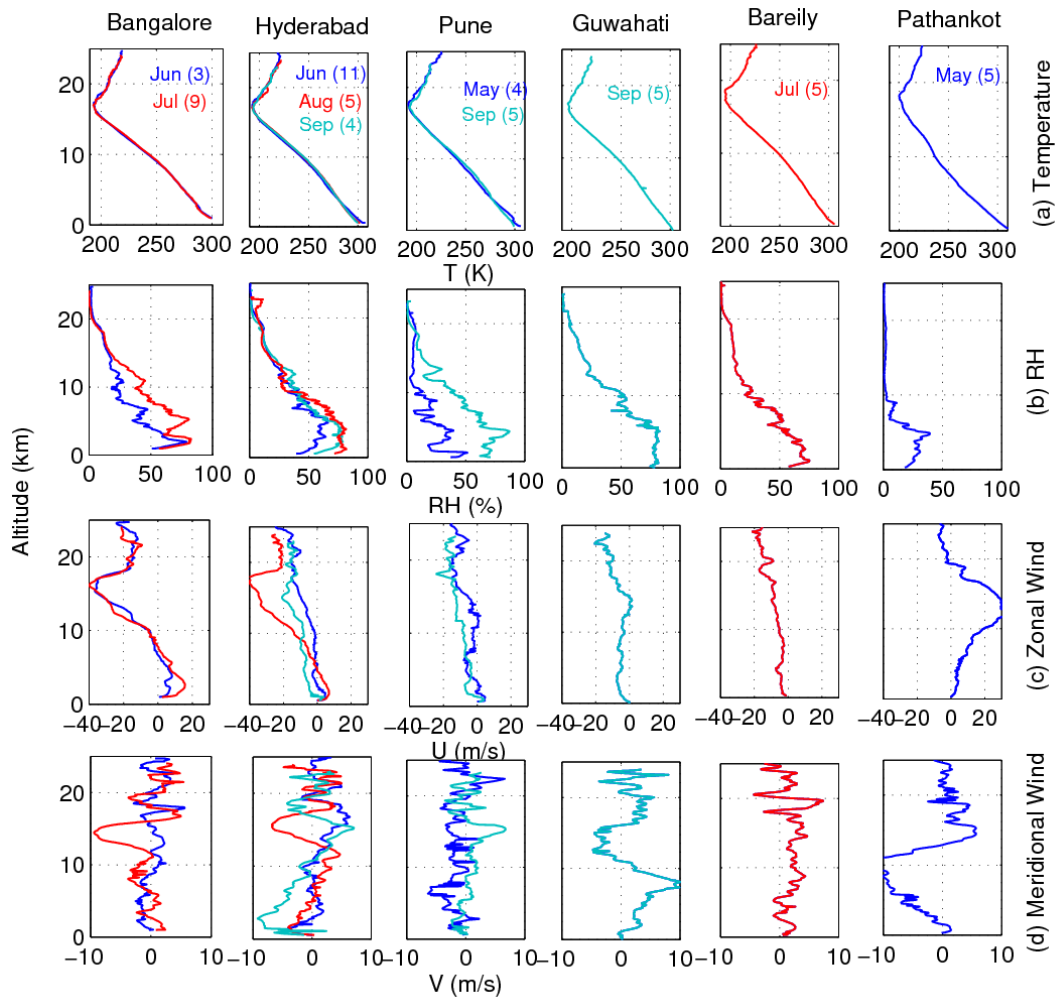 Bangalore Hyderabad Pune Guwahati Bareily Pathankot
Jun (3) Jun (11) May (4) Sep (5) Jul (5) May (5)
Jul (9) Aug (5) Sep (5)
Sep (4)
20
10
0
200 250 300 200 250 300 200 250 300 200 250 300 200 250 300 200 250 300
T (K)
(a) Temperature
20
10
0
0 50 100 0 50 100 0 50 100 0 50 100 0 50 100 0 50 100
RH (%)
(b) RH
Altitude (km)
20
10
0
−40 −20 0 20 −40 −20 0 20 −40 −20 0 20 −40 −20 0 20 −40 −20 0 20 −40 −20 0 20
U (m/s)
(c) Zonal Wind
20
10
0
−10 0 10 −10 0 10 −10 0 10 −10 0 10 −10 0 10 −10 0 10
V (m/s)
(d) Meridional Wind